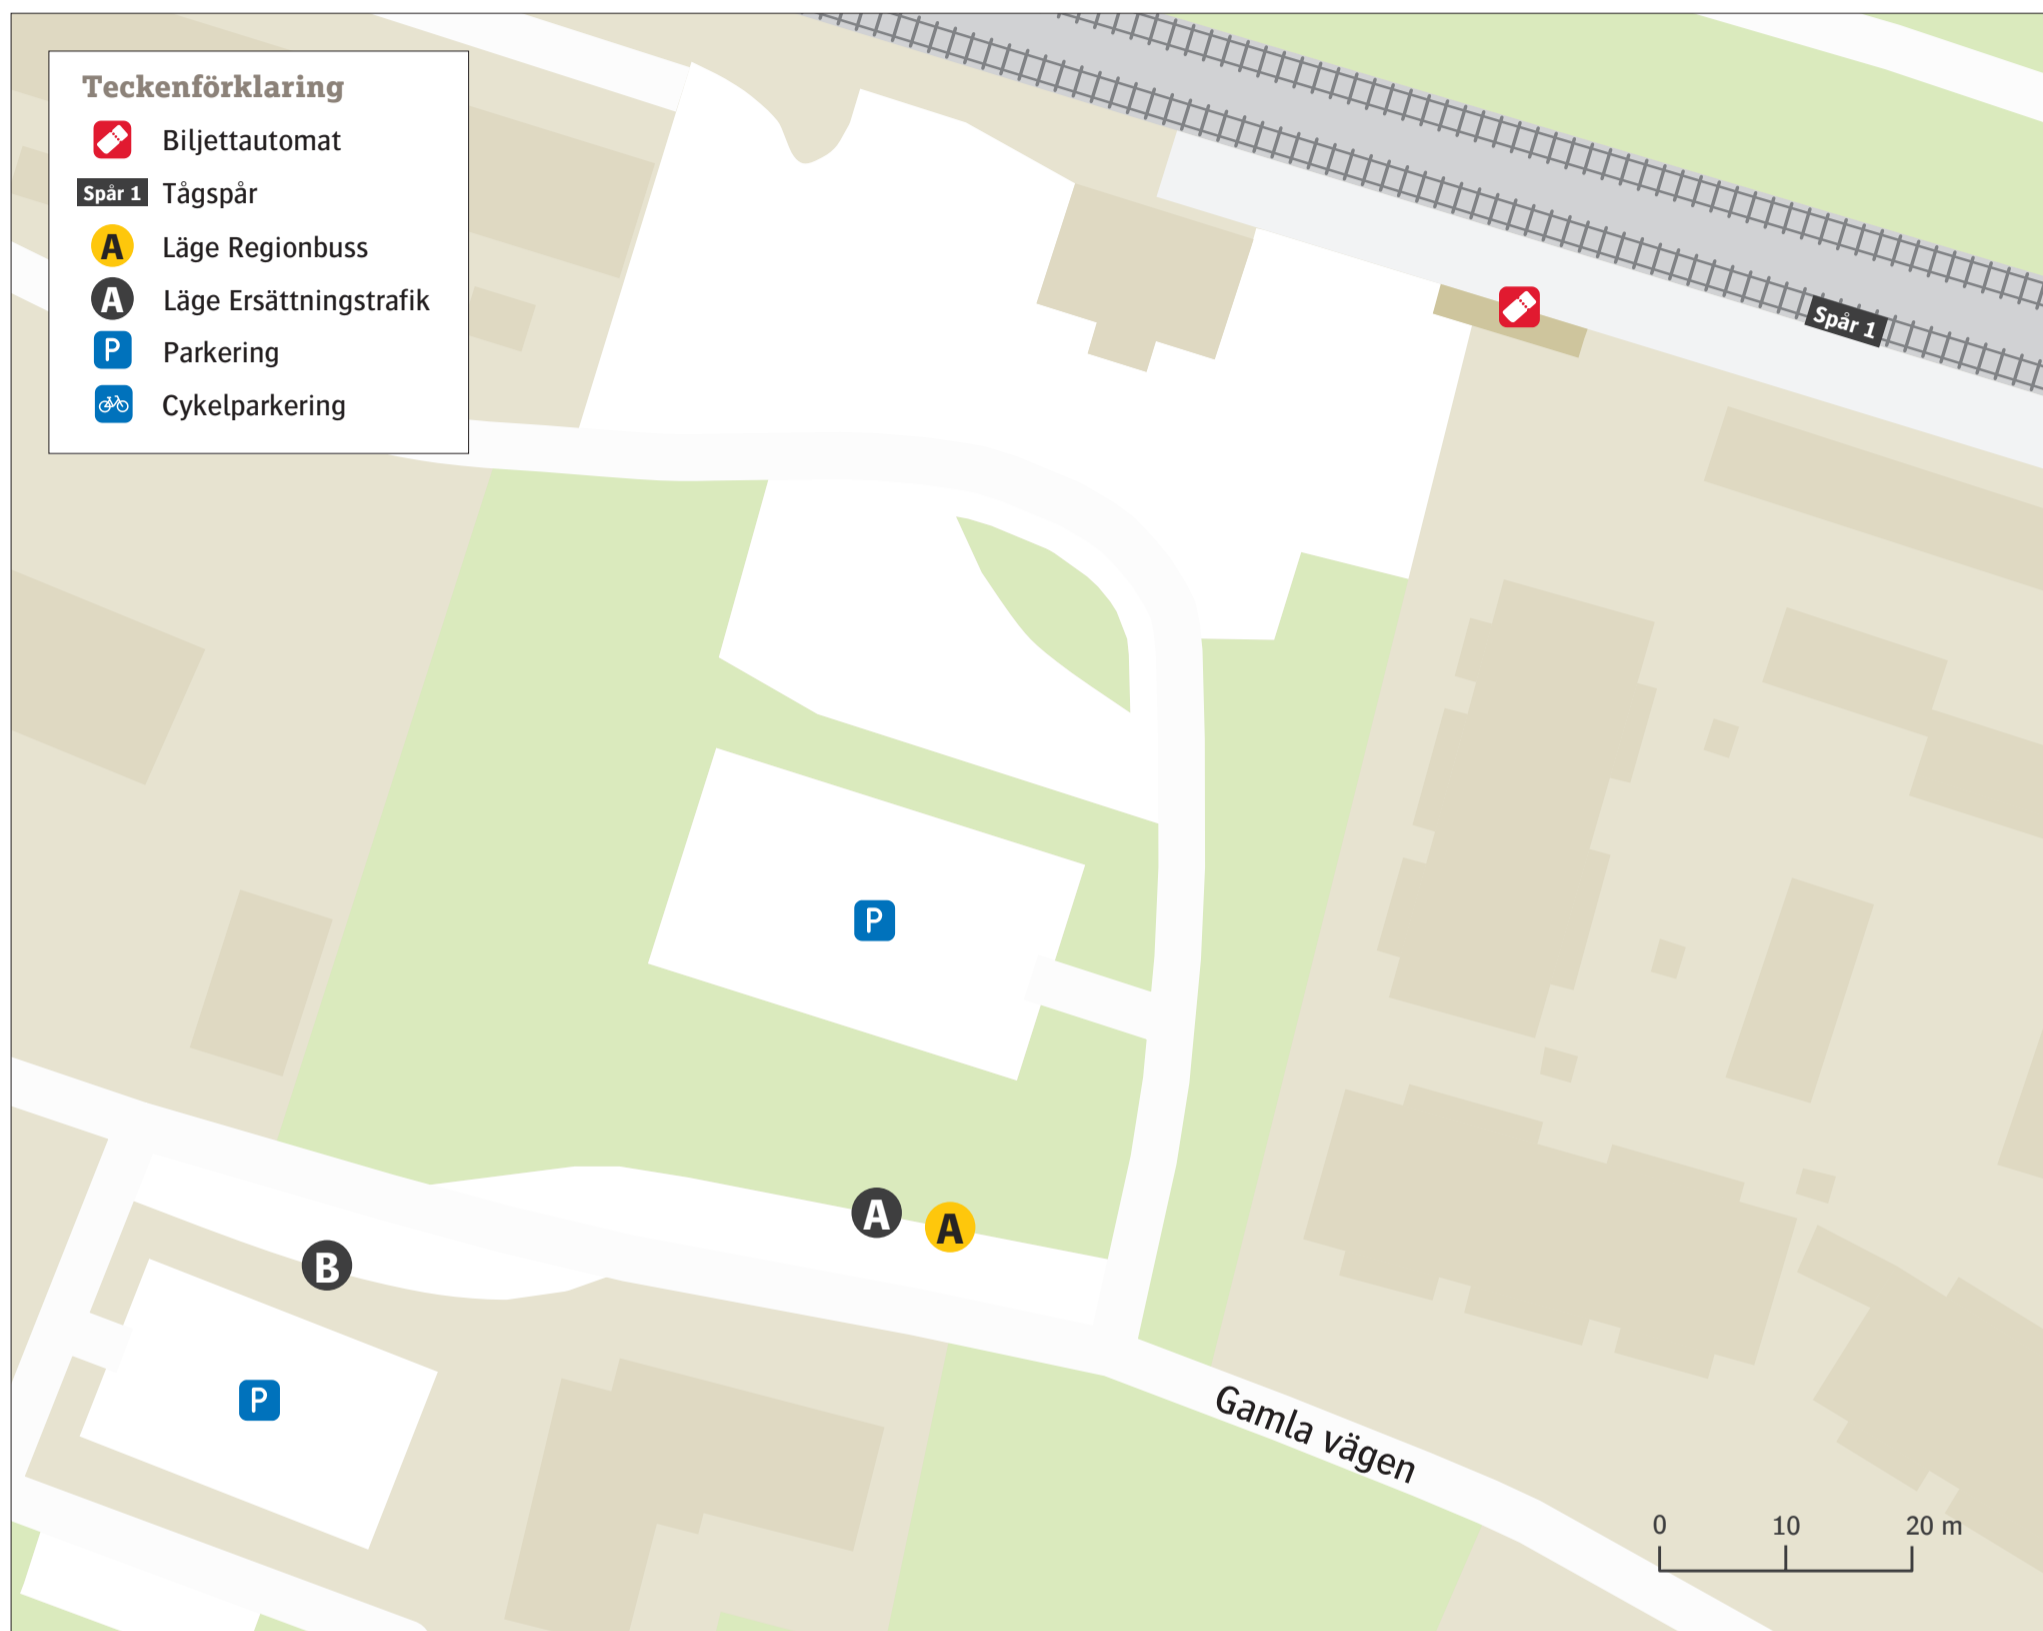 Teckenförklaring
Biljettautomat
Spår 1 Tågspår
A Läge Regionbuss
A Läge Ersättningstrafik
P Parkering
Cykelparkering
Spår 1
P
A A
B
P
Gamla vägen
0 10 20 m